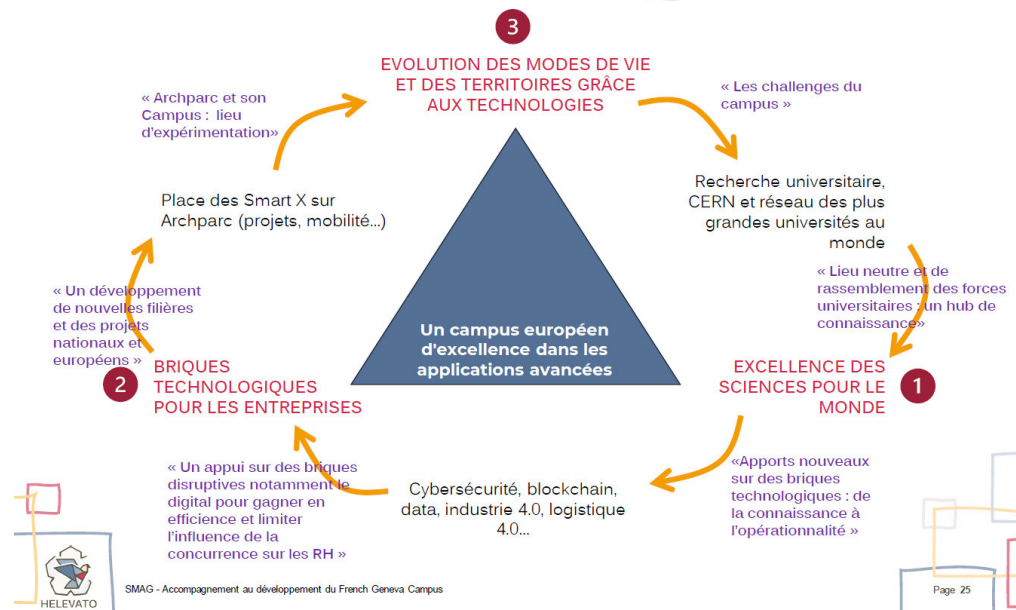 3
EVOLUTION DES MODES DE VIE
ET DES TERRITOIRES GRÂCE
AUX TECHNOLOGIES
« Archparc et son
Campus : lieu
d'expérimentation»
« Les challenges du
campus »
Place des Smart X sur
Archparc (projets, mobilité...)
Recherche universitaire,
CERN et réseau des plus
grandes universités au
monde
« Un développement
de nouvelles filières
et des projets
nationaux et
européens »
« Lieu neutre et de
rassemblement des forces
universitaires : un hub de
connaissance»
Un campus européen
d'excellence dans les
applications avancées
2
BRIQUES
TECHNOLOGIQUES
POUR LES ENTREPRISES
EXCELLENCE DES
SCIENCES POUR LE
MONDE
1
« Un appui sur des briques
disruptives notamment le
digital pour gagner en
efficience et limiter
l'influence de la
concurrence sur les RH »
Cybersécurité, blockchain,
data, industrie 4.0, logistique
4.0...
«Apports nouveaux
sur des briques
technologiques : de
la connaissance à
l'opérationnalité »
HELEVATO
SMAG - Accompagnement au développement du French Geneva Campus
Page 25